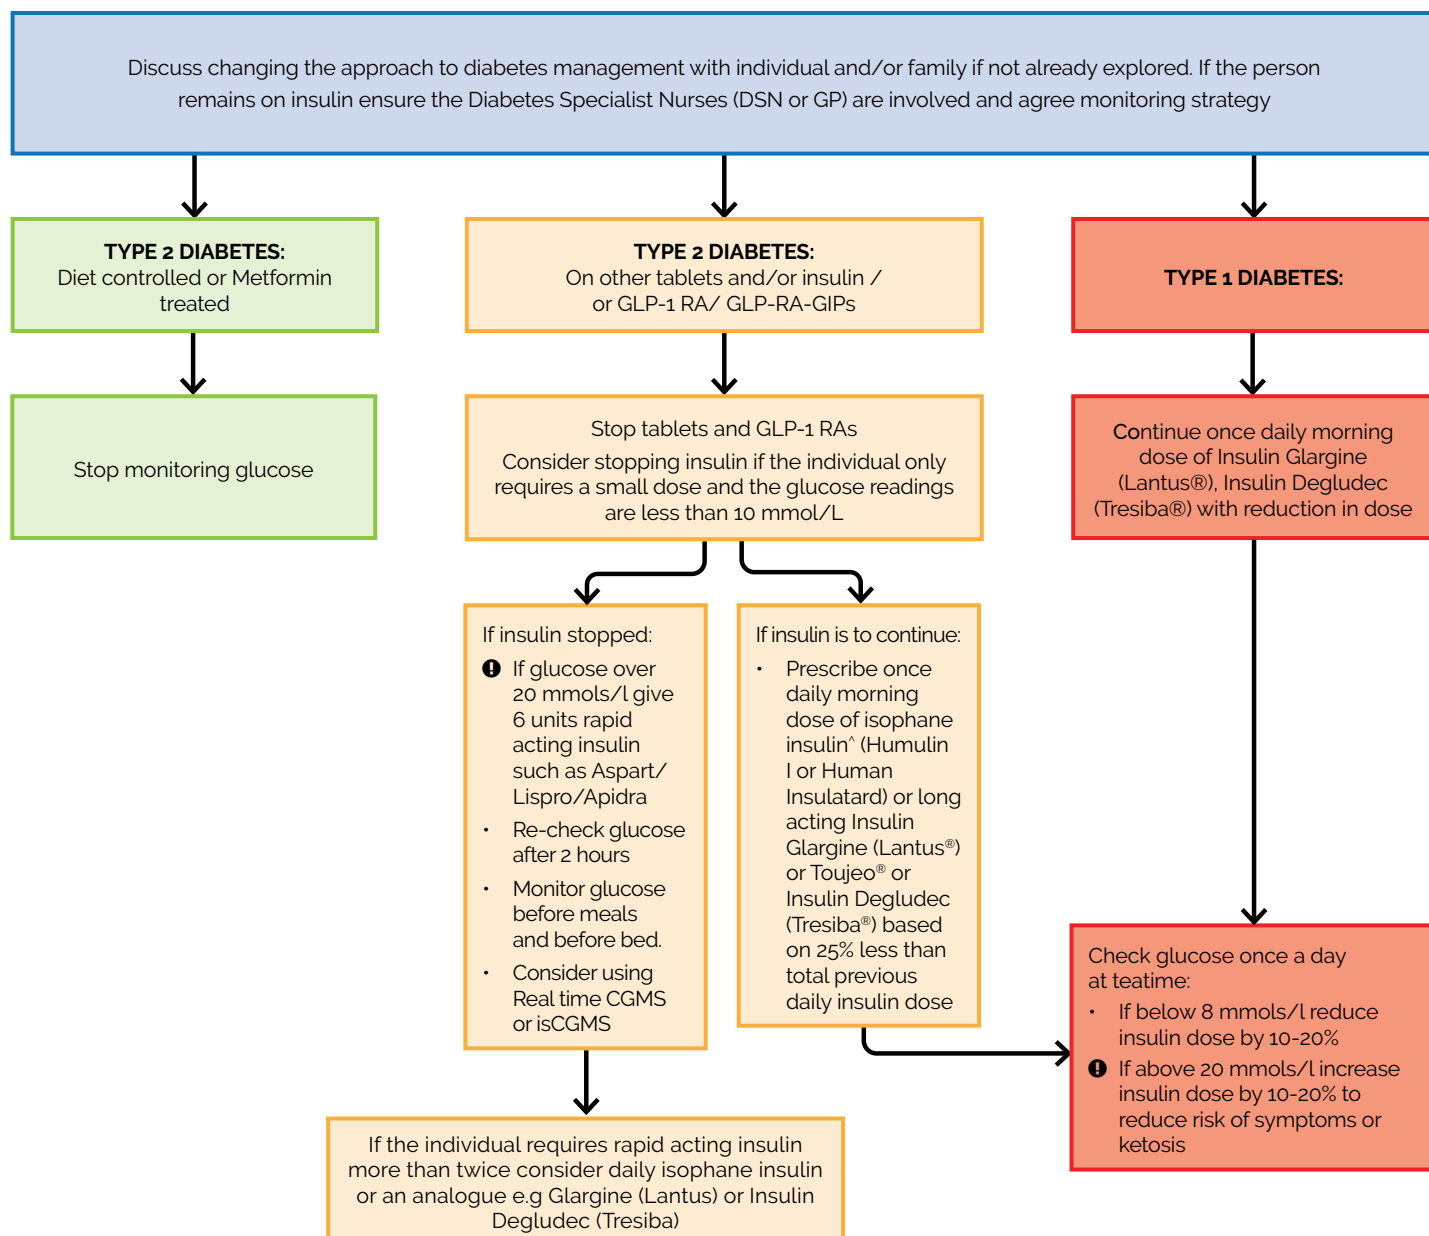 Discuss changing the approach to diabetes management with individual and/or family if not already explored. If the person
remains on insulin ensure the Diabetes Specialist Nurses (DSN or GP) are involved and agree monitoring strategy
TYPE 2 DIABETES:
Diet controlled or Metformin
treated
Stop monitoring glucose
TYPE 2 DIABETES:
On other tablets and/or insulin /
or GLP-1 RA/ GLP-RA-GIPs
Stop tablets and GLP-1 RAs
Consider stopping insulin if the individual only
requires a small dose and the glucose readings
are less than 10 mmol/L
If insulin stopped:
If glucose over
20 mmols/l give
6 units rapid
acting insulin
such as Aspart/
Lispro/Apidra
• Re-check glucose
after 2 hours
• Monitor glucose
before meals
and before bed.
• Consider using
Real time CGMS
or isCGMS
If the individual requires rapid acting insulin
more than twice consider daily isophane insulin
or an analogue e.g Glargine (Lantus) or Insulin
Degludec (Tresiba)
If insulin is to continue:
• Prescribe once
daily morning
dose of isophane
insulin^ (Humulin
I or Human
Insulatard) or long
acting Insulin
Glargine (Lantus®)
or Toujeo® or
Insulin Degludec
(Tresiba®) based
on 25% less than
total previous
daily insulin dose
TYPE 1 DIABETES:
Continue once daily morning
dose of Insulin Glargine
(Lantus®), Insulin Degludec
(Tresiba®) with reduction in dose
Check glucose once a day
at teatime:
• If below 8 mmols/l reduce
insulin dose by 10-20%
If above 20 mmols/l increase
insulin dose by 10-20% to
reduce risk of symptoms or
ketosis